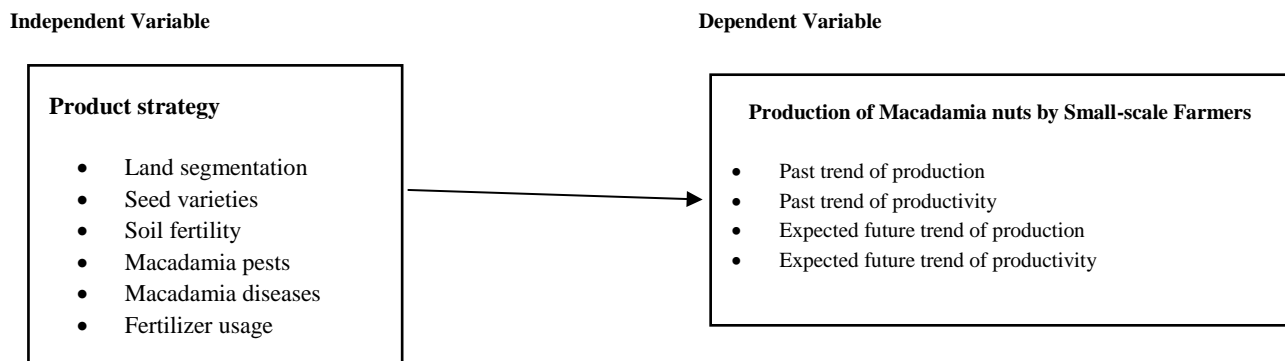 Independent Variable
Dependent Variable
Product strategy
• Land segmentation
• Seed varieties
• Soil fertility
• Macadamia pests
• Macadamia diseases
• Fertilizer usage
Production of Macadamia nuts by Small-scale Farmers
• Past trend of production
• Past trend of productivity
• Expected future trend of production
• Expected future trend of productivity